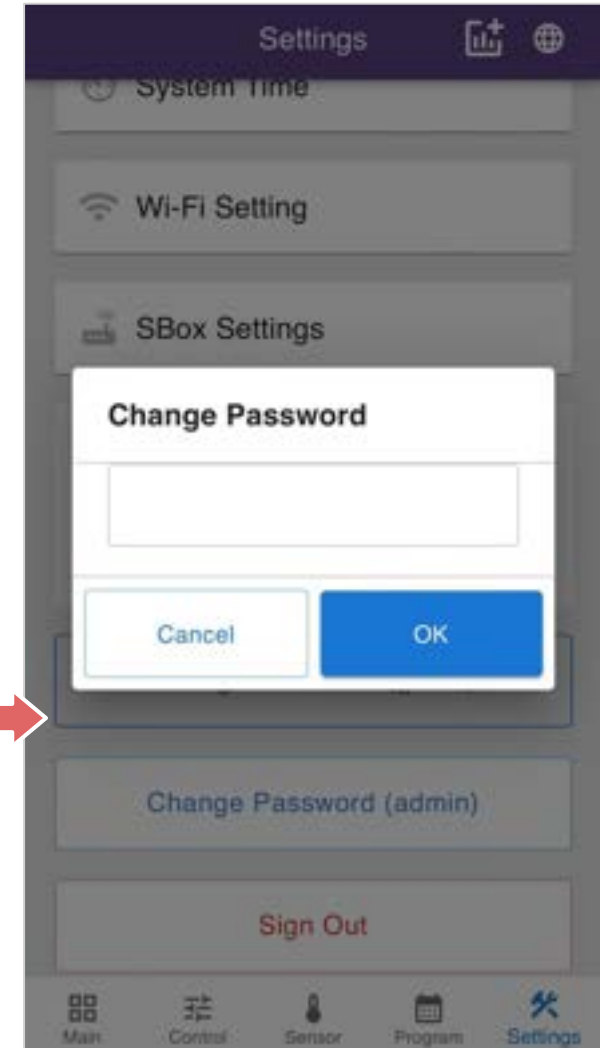 Settings
System Time
Wi-Fi Setting
SBox Settings
Change Password
Cancel
OK
Change Password (admin)
Sign Out
Main
Control
Sensor
Program
Settings